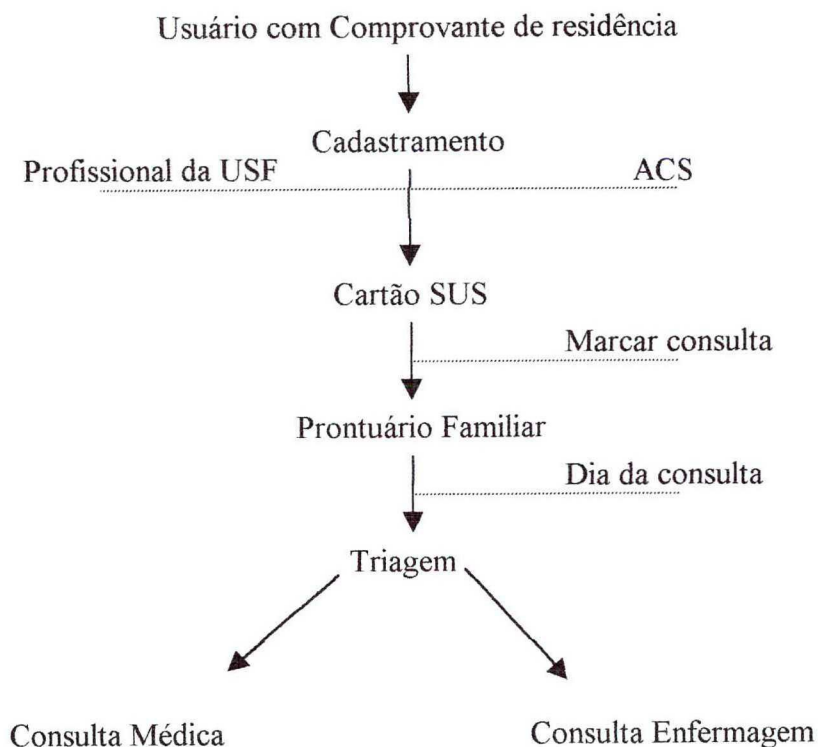 Usuário com Comprovante de residência
Cadastramento
Profissional da USF
ACS
Cartão SUS
Marcar consulta
Prontuário Familiar
Dia da consulta
Triagem
Consulta Médica
Consulta Enfermagem